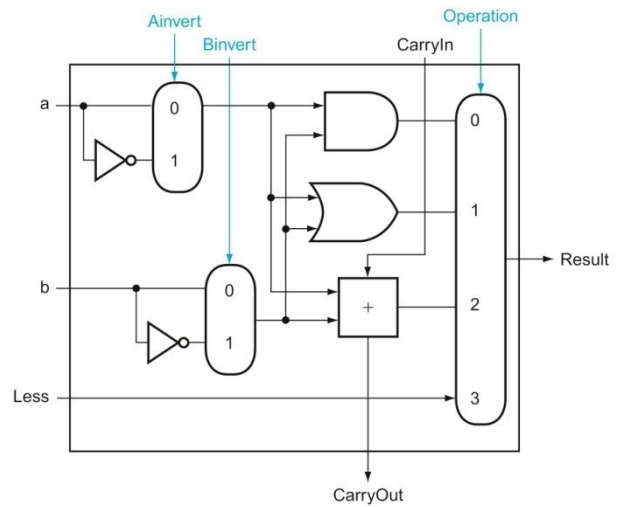 Ainvert
Binvert
CarryIn
Operation
a
0
1
0
1
b
0
1
+
2
Result
Less
3
CarryOut